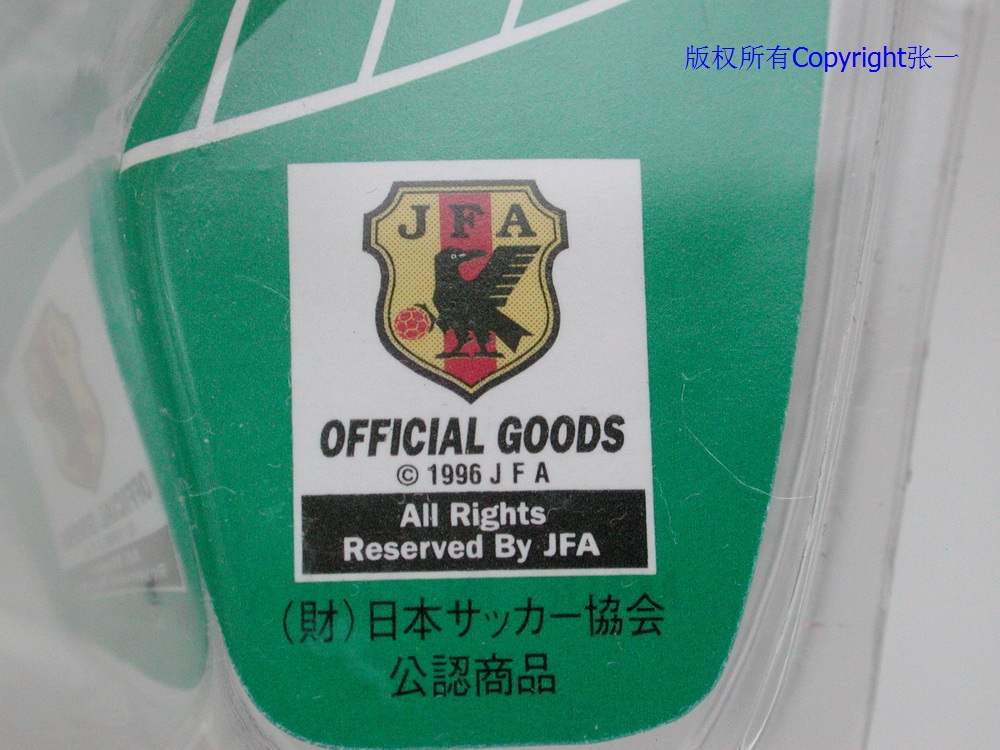 版权所有Copyright张一
JFA
OFFICIAL GOODS
© 1996 J F A
All Rights
Reserved By JFA
(財)日本サッカー協会
公認商品